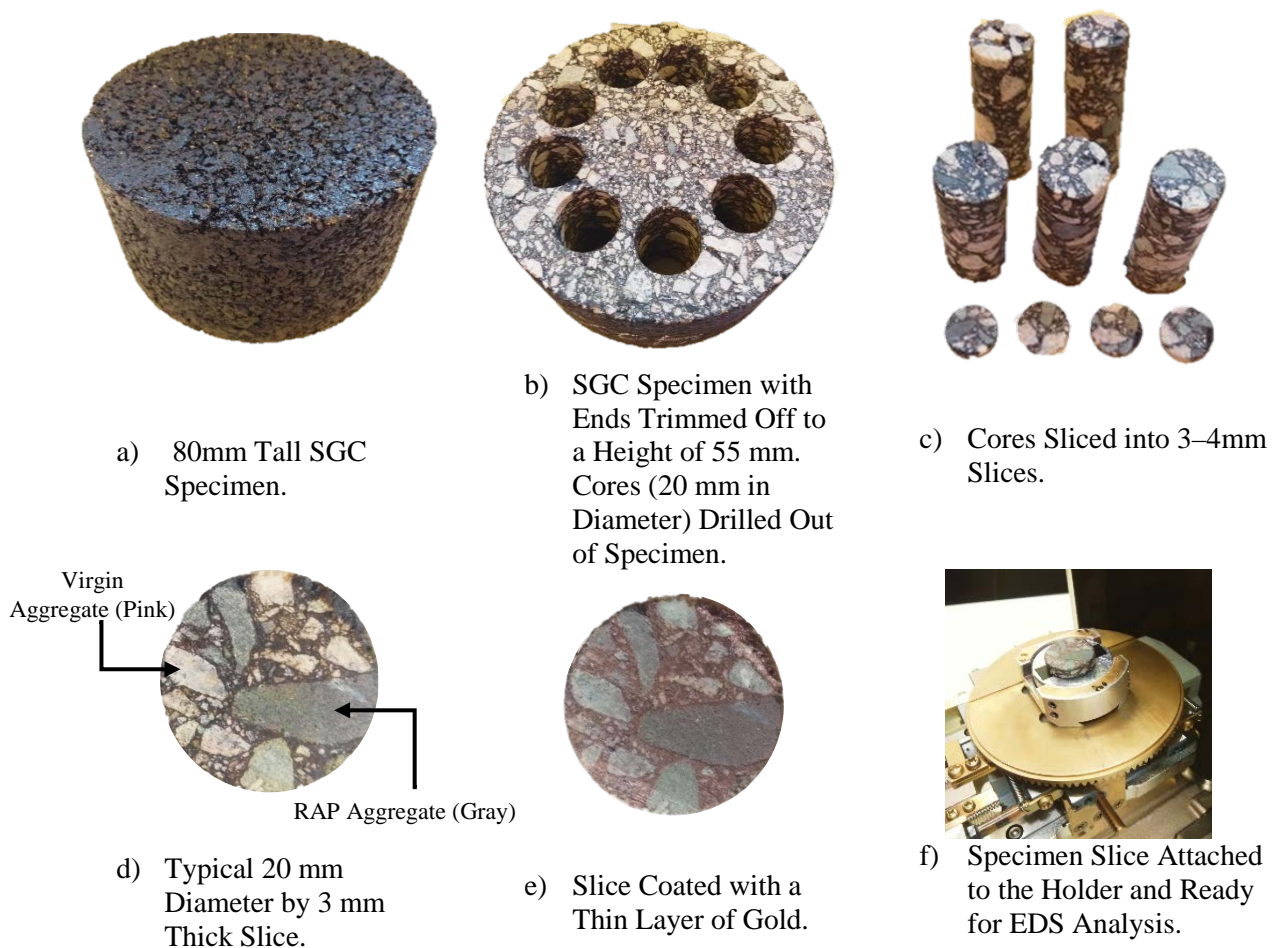 a) 80mm Tall SGC
Specimen.
b) SGC Specimen with
Ends Trimmed Off to
a Height of 55 mm.
Cores (20 mm in
Diameter) Drilled Out
of Specimen.
c) Cores Sliced into 3–4mm
Slices.
Virgin
Aggregate (Pink)
RAP Aggregate (Gray)
d) Typical 20 mm
Diameter by 3 mm
Thick Slice.
e) Slice Coated with a
Thin Layer of Gold.
f) Specimen Slice Attached
to the Holder and Ready
for EDS Analysis.